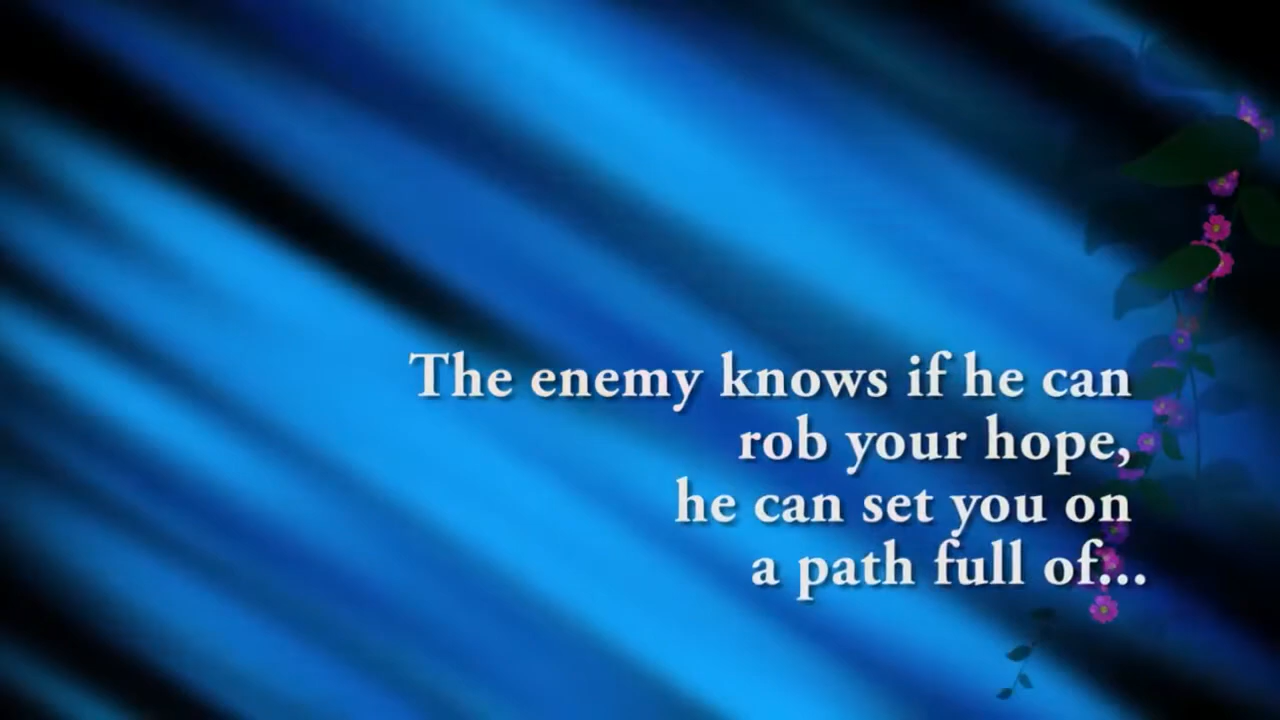 The enemy knows if he can
rob your hope,
he can set you on
a path full of...